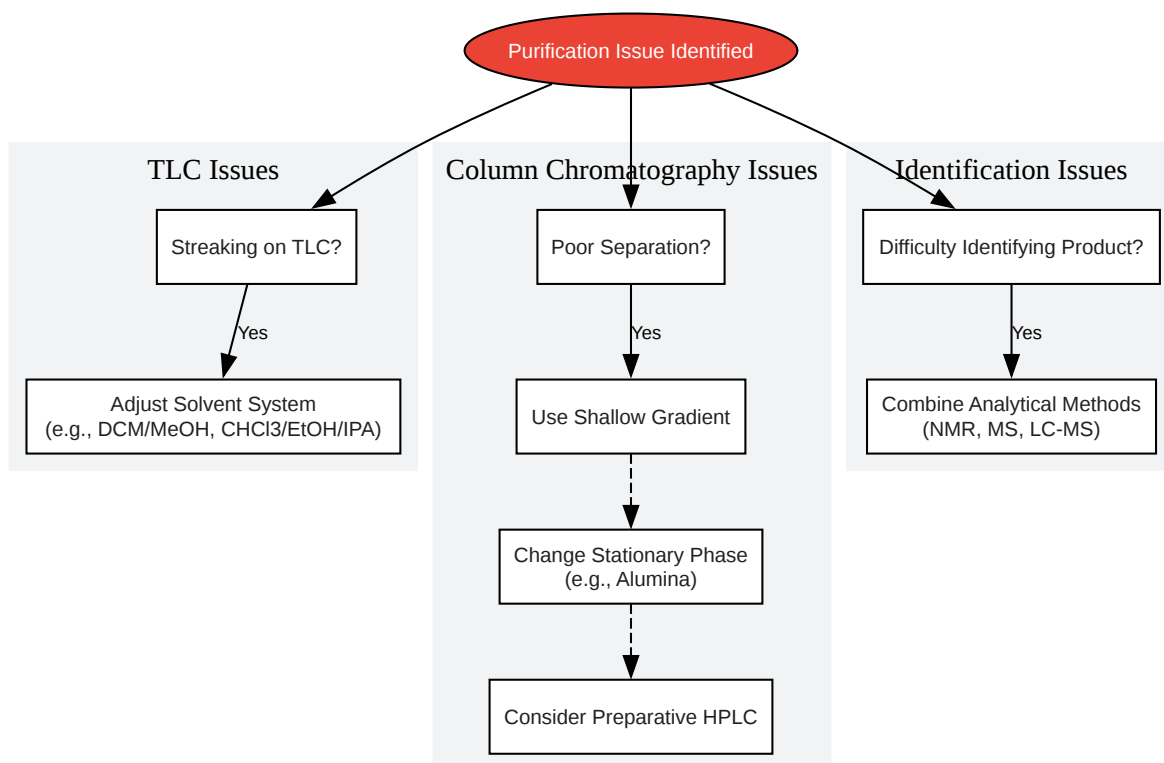 Purification Issue Identified
TLC Issues
Column Chromatography Issues
Identification Issues
Streaking on TLC?
Poor Separation?
Difficulty Identifying Product?
Yes
Yes
Yes
Adjust Solvent System
(e.g., DCM/MeOH, CHCl3/EtOH/IPA)
Use Shallow Gradient
Combine Analytical Methods
(NMR, MS, LC-MS)
Change Stationary Phase
(e.g., Alumina)
Consider Preparative HPLC